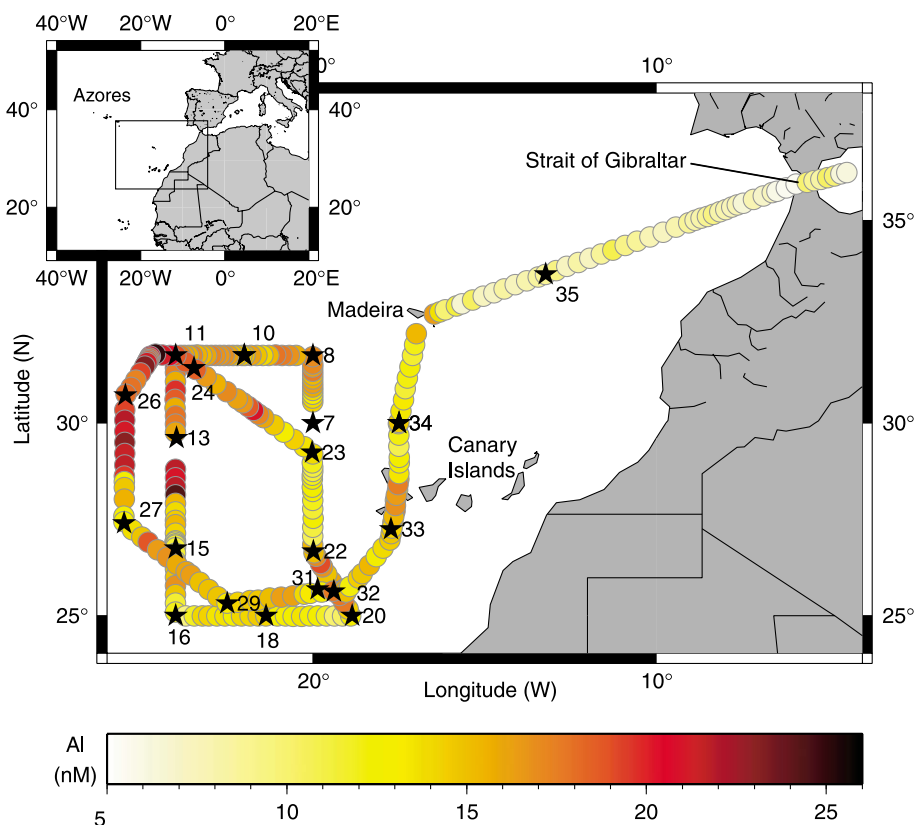 40°W 20°W 0° 20°E
0° 10°
Azores
40° 40°
Strait of Gibraltar
20° 20°
35° 35°
40°W 20°W 0° 20°E
35
Madeira
11 10
8
24
26
34
30° 7 30°
13
23
Canary
Islands
27
33
15 22
31
32
29
25° 20 25°
16 18
20° 10°
Latitude (N)
Longitude (W)
Al
(nM)
5 10 15 20 25